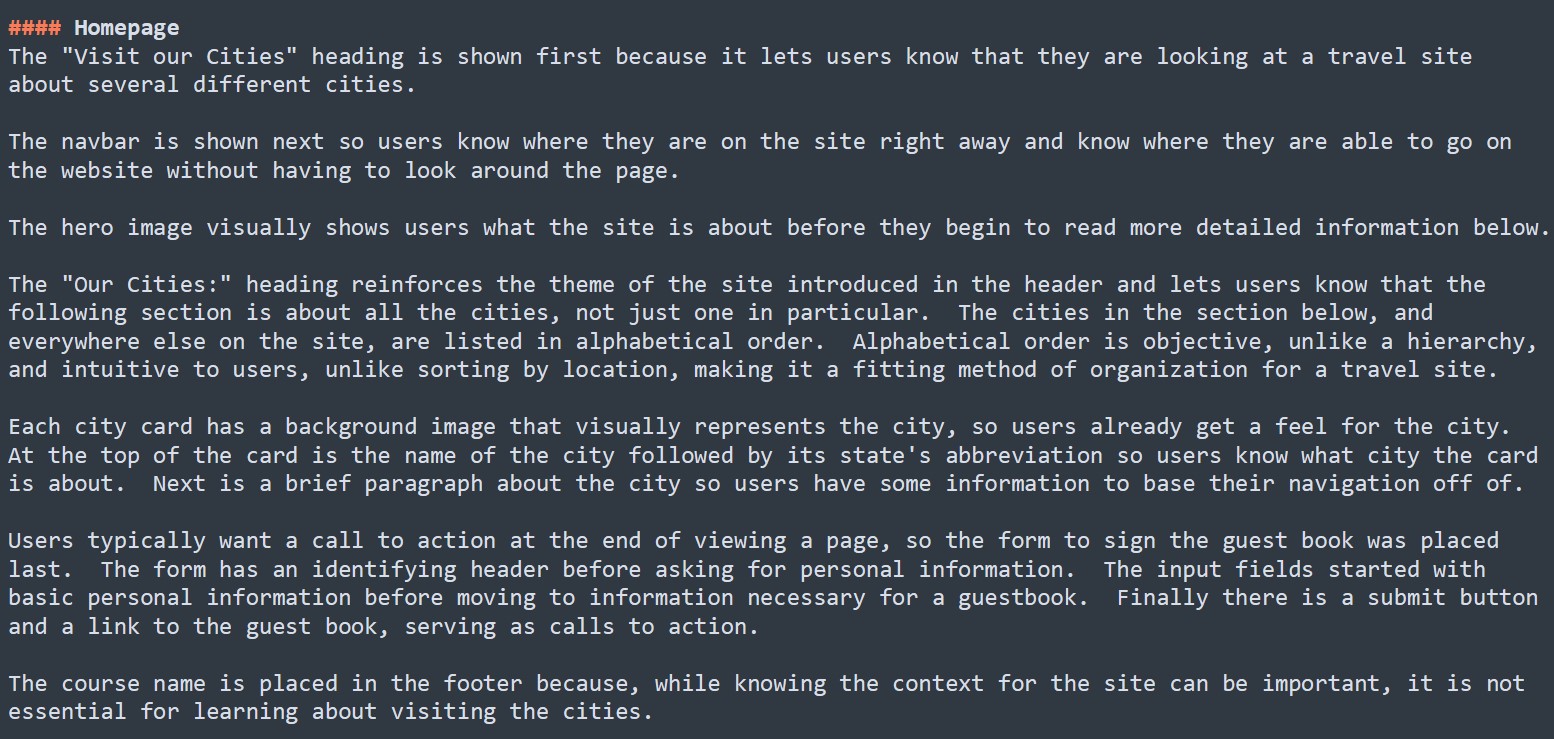 #### Homepage
The "Visit our Cities" heading is shown first because it lets users know that they are looking at a travel site
about several different cities.
The navbar is shown next so users know where they are on the site right away and know where they are able to go on
the website without having to look around the page.
The hero image visually shows users what the site is about before they begin to read more detailed information below.
The "Our Cities:" heading reinforces the theme of the site introduced in the header and lets users know that the
following section is about all the cities, not just one in particular.  The cities in the section below, and
everywhere else on the site, are listed in alphabetical order.  Alphabetical order is objective, unlike a hierarchy,
and intuitive to users, unlike sorting by location, making it a fitting method of organization for a travel site.
Each city card has a background image that visually represents the city, so users already get a feel for the city.
At the top of the card is the name of the city followed by its state's abbreviation so users know what city the card
is about.  Next is a brief paragraph about the city so users have some information to base their navigation off of.
Users typically want a call to action at the end of viewing a page, so the form to sign the guest book was placed
last.  The form has an identifying header before asking for personal information.  The input fields started with
basic personal information before moving to information necessary for a guestbook.  Finally there is a submit button
and a link to the guest book, serving as calls to action.
The course name is placed in the footer because, while knowing the context for the site can be important, it is not
essential for learning about visiting the cities.